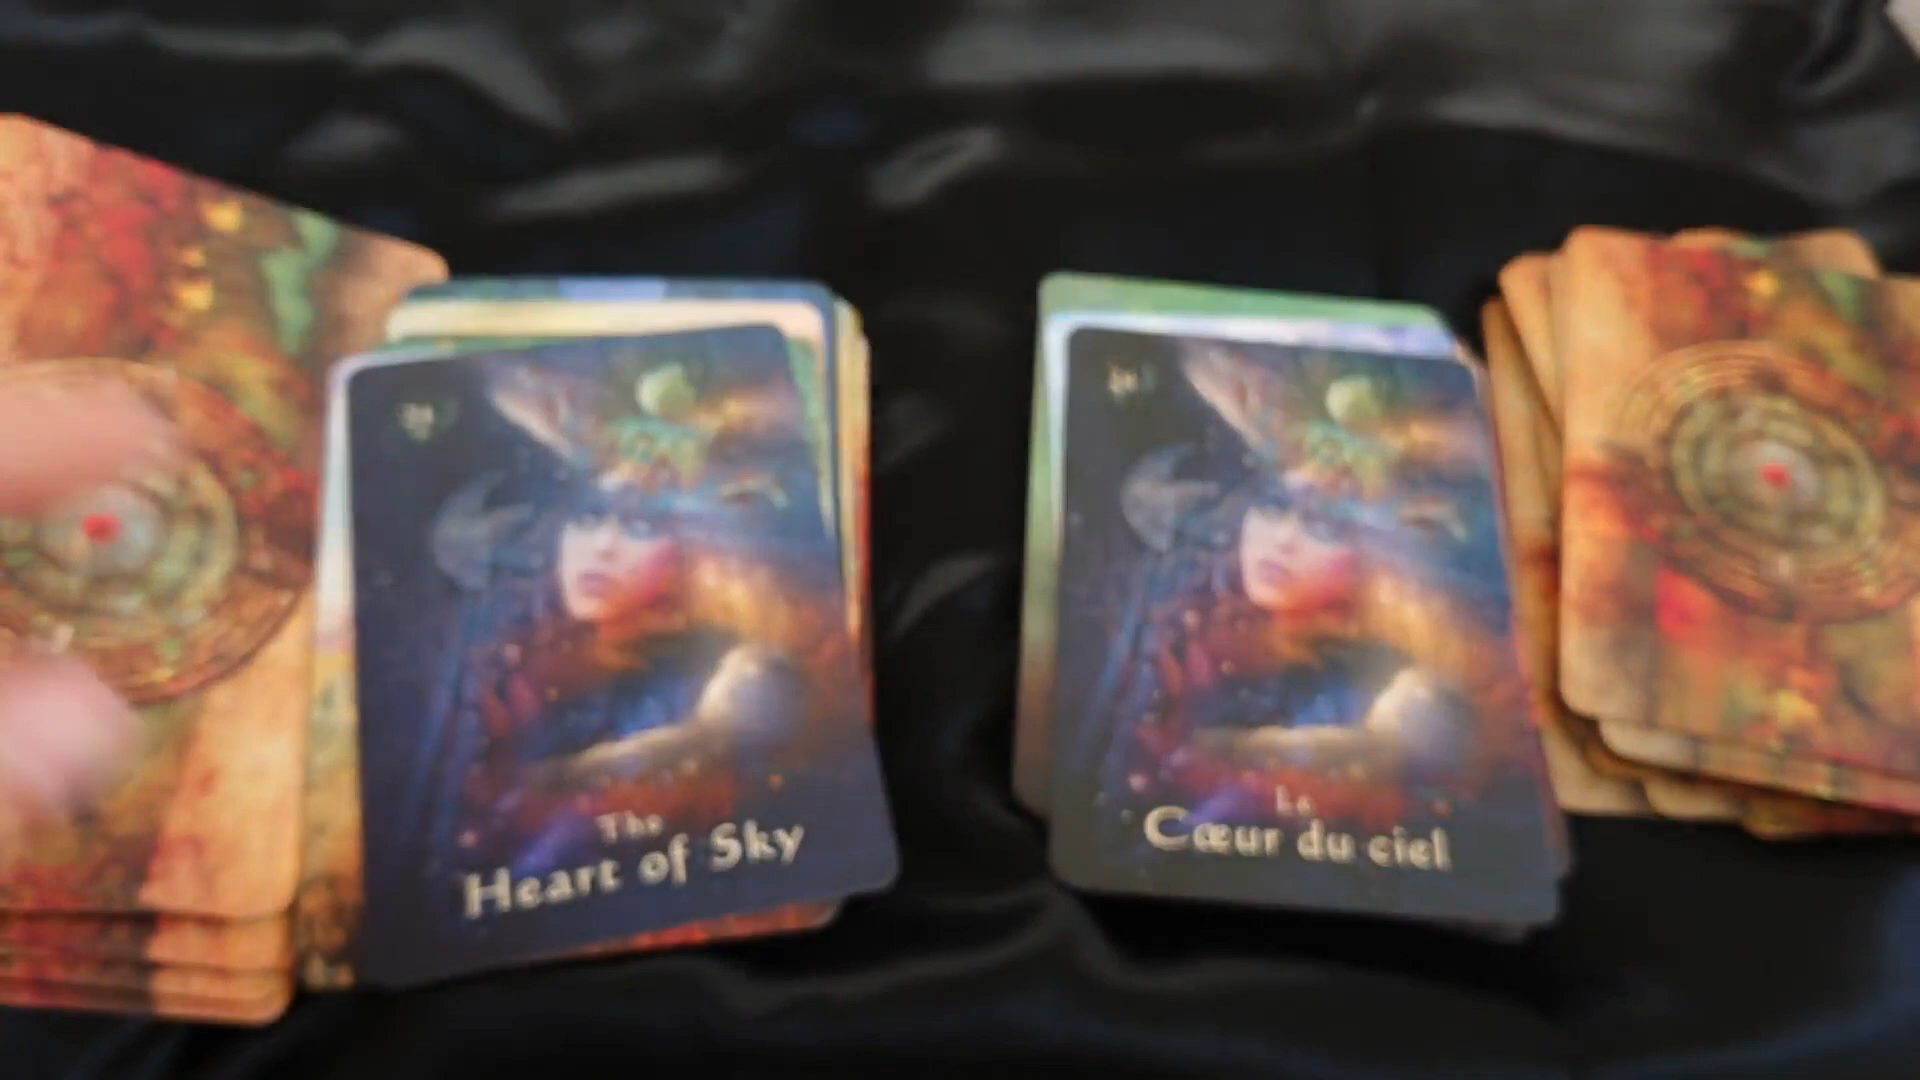 The
Heart of Sky
Le
Cœur du ciel